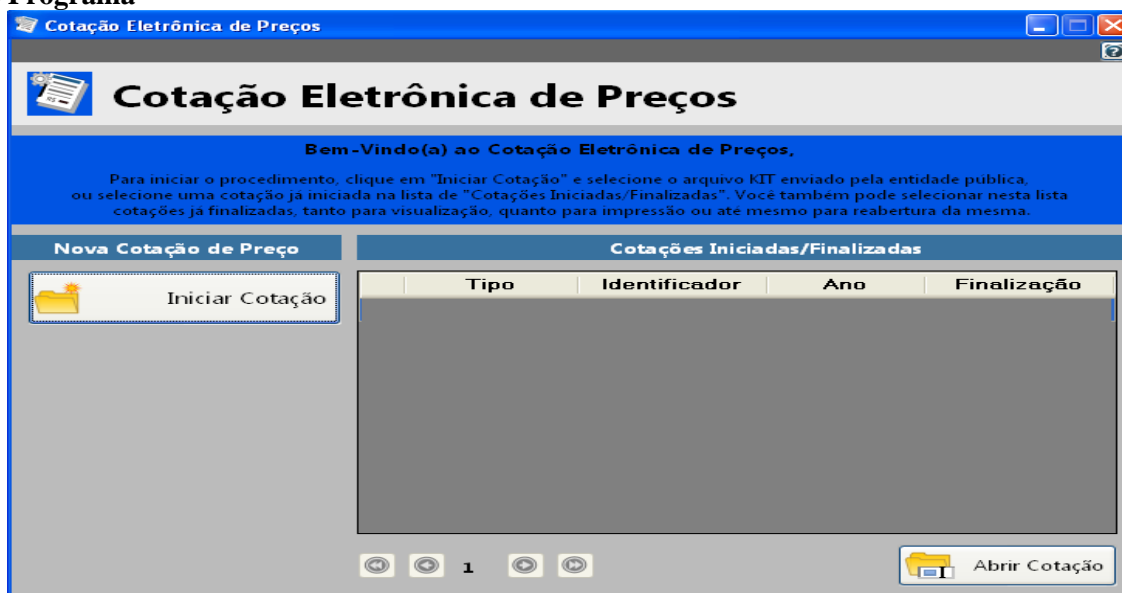 Programa
Cotação Eletrônica de Preços
Cotação Eletrônica de Preços
Bem-Vindo(a) ao Cotação Eletrônica de Preços,
Para iniciar o procedimento, clique em "Iniciar Cotação" e selecione o arquivo KIT enviado pela entidade pública,
ou selecione uma cotação já iniciada na lista de "Cotações Iniciadas/Finalizadas". Você também pode selecionar nesta lista
cotações já finalizadas, tanto para visualização, quanto para impressão ou até mesmo para reabertura da mesma.
Nova Cotação de Preço
Cotações Iniciadas/Finalizadas
Iniciar Cotação
Tipo Identificador Ano Finalização
1
Abrir Cotação